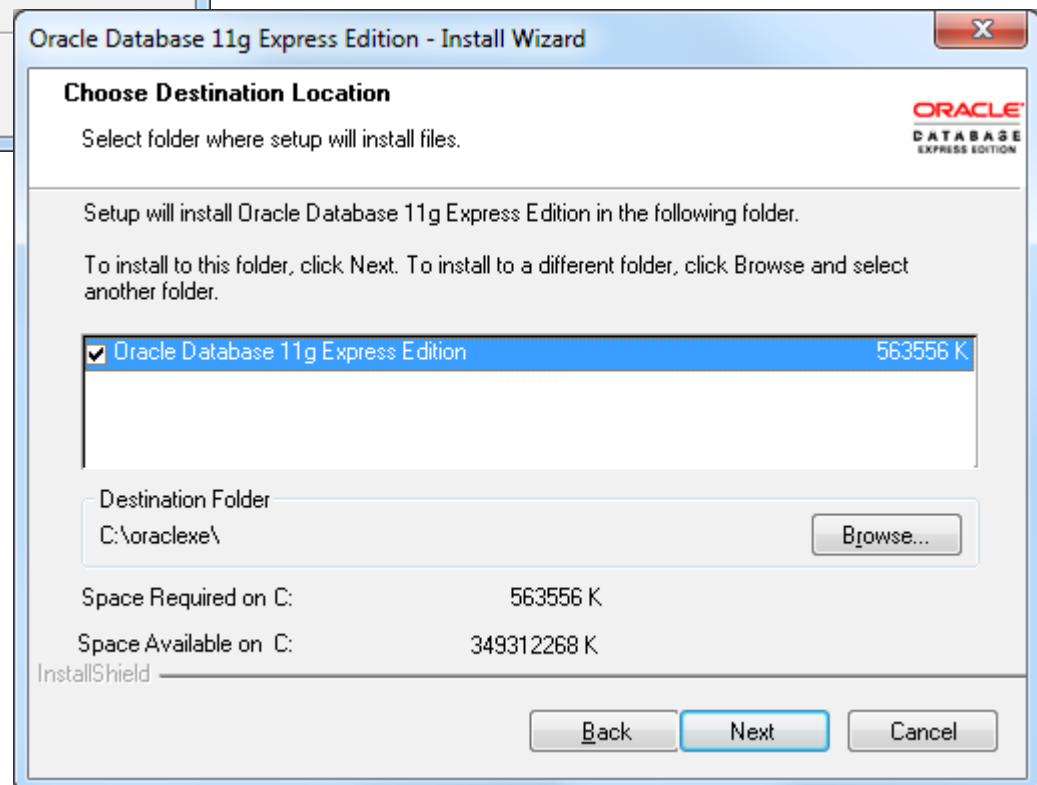 Oracle Database 11g Express Edition - Install Wizard
Choose Destination Location
Select folder where setup will install files.
ORACLE
DATABASE
EXPRESS EDITION
Setup will install Oracle Database 11g Express Edition in the following folder.
To install to this folder, click Next. To install to a different folder, click Browse and select
another folder.
Oracle Database 11g Express Edition 563556 K
Destination Folder
C:\oraclexe\
Browse...
Space Required on C: 563556 K
Space Available on C: 349312268 K
InstallShield
Back Next Cancel